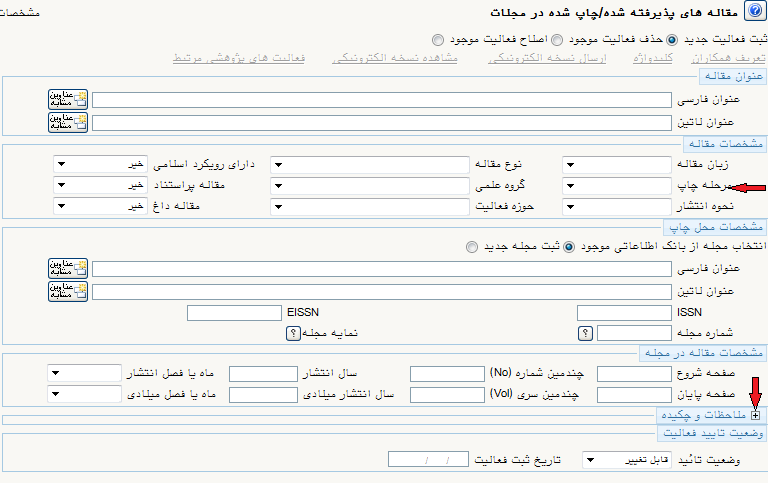 مقاله های پذیرفته شده/چاپ شده در مجلات
مشخصات
ثبت فعالیت جدید حذف فعالیت موجود اصلاح فعالیت موجود
تعریف همکاران کلیدواژه ارسال نسخه الکترونیکی مشاهده نسخه الکترونیکی فعالیت های پژوهشی مرتبط
عنوان مقاله
عنوان فارسی عناوین مشابه
عنوان لاتین عناوین مشابه
مشخصات مقاله
زبان مقاله نوع مقاله دارای رویکرد اسلامی خیر
مرحله چاپ گروه علمی مقاله پراستناد خیر
نحوه انتشار حوزه فعالیت مقاله داغ خیر
مشخصات محل چاپ
انتخاب مجله از بانک اطلاعاتی موجود ثبت مجله جدید
عنوان فارسی عناوین مشابه
عنوان لاتین عناوین مشابه
ISSN EISSN
شماره مجله ? نمایه مجله ?
مشخصات مقاله در مجله
صفحه شروع چندمین شماره (No) سال انتشار ماه یا فصل انتشار
صفحه پایان چندمین سری (Vol) سال انتشار میلادی ماه یا فصل میلادی
ملاحظات و چکیده
وضعیت تایید فعالیت
وضعیت تائید قابل تغییر تاریخ ثبت فعالیت / /